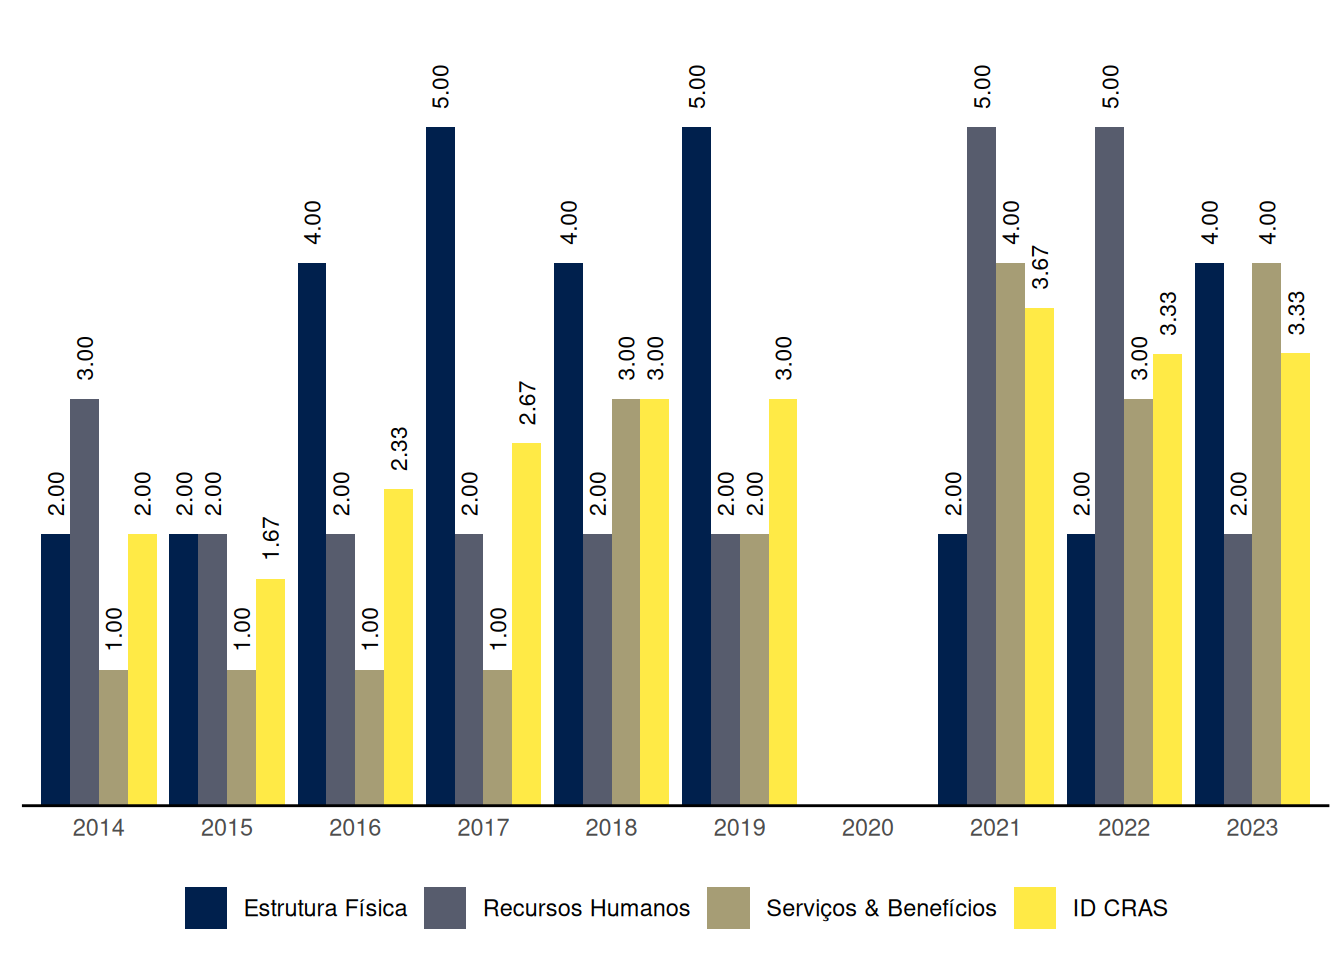 5.00 5.00 5.00 5.00
4.00 4.00 4.00 4.00 4.00
3.67
3.00 3.00 3.00 3.00 3.00 3.33 3.33
2.33 2.67
2.00 2.00 2.00 2.00 2.00 2.00 2.00 2.00 2.00 2.00 2.00 2.00
1.67
1.00 1.00 1.00 1.00
2014 2015 2016 2017 2018 2019 2020 2021 2022 2023
Estrutura Física Recursos Humanos Serviços & Benefícios ID CRAS